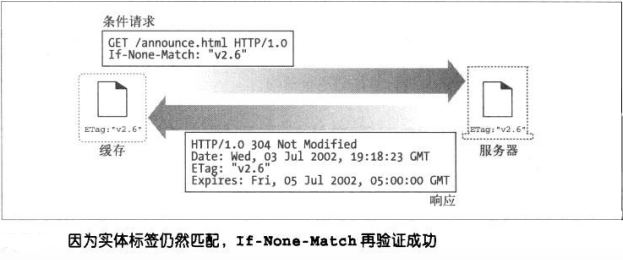 条件请求
GET /announce.html HTTP/1.0
If-None-Match: "v2.6"
ETag:"v2.6"
缓存
ETag:"v2.6"
服务器
HTTP/1.0 304 Not Modified
Date: Wed, 03 Jul 2002, 19:18:23 GMT
ETag: "v2.6"
Expires: Fri, 05 Jul 2002, 05:00:00 GMT
响应
因为实体标签仍然匹配，If-None-Match 再验证成功